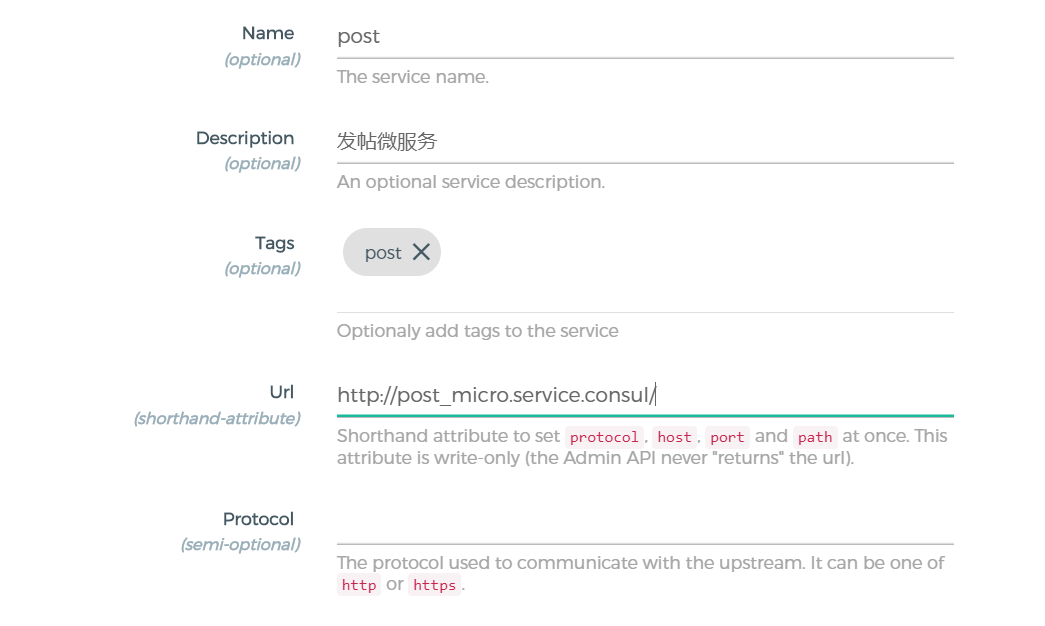 Name
(optional)
post
The service name.
Description
(optional)
发帖微服务
An optional service description.
Tags
(optional)
post
Optionaly add tags to the service
Url
(shorthand-attribute)
http://post_micro.service.consul/
Shorthand attribute to set protocol, host, port and path at once. This
attribute is write-only (the Admin API never "returns" the url).
Protocol
(semi-optional)
The protocol used to communicate with the upstream. It can be one of
http or https.